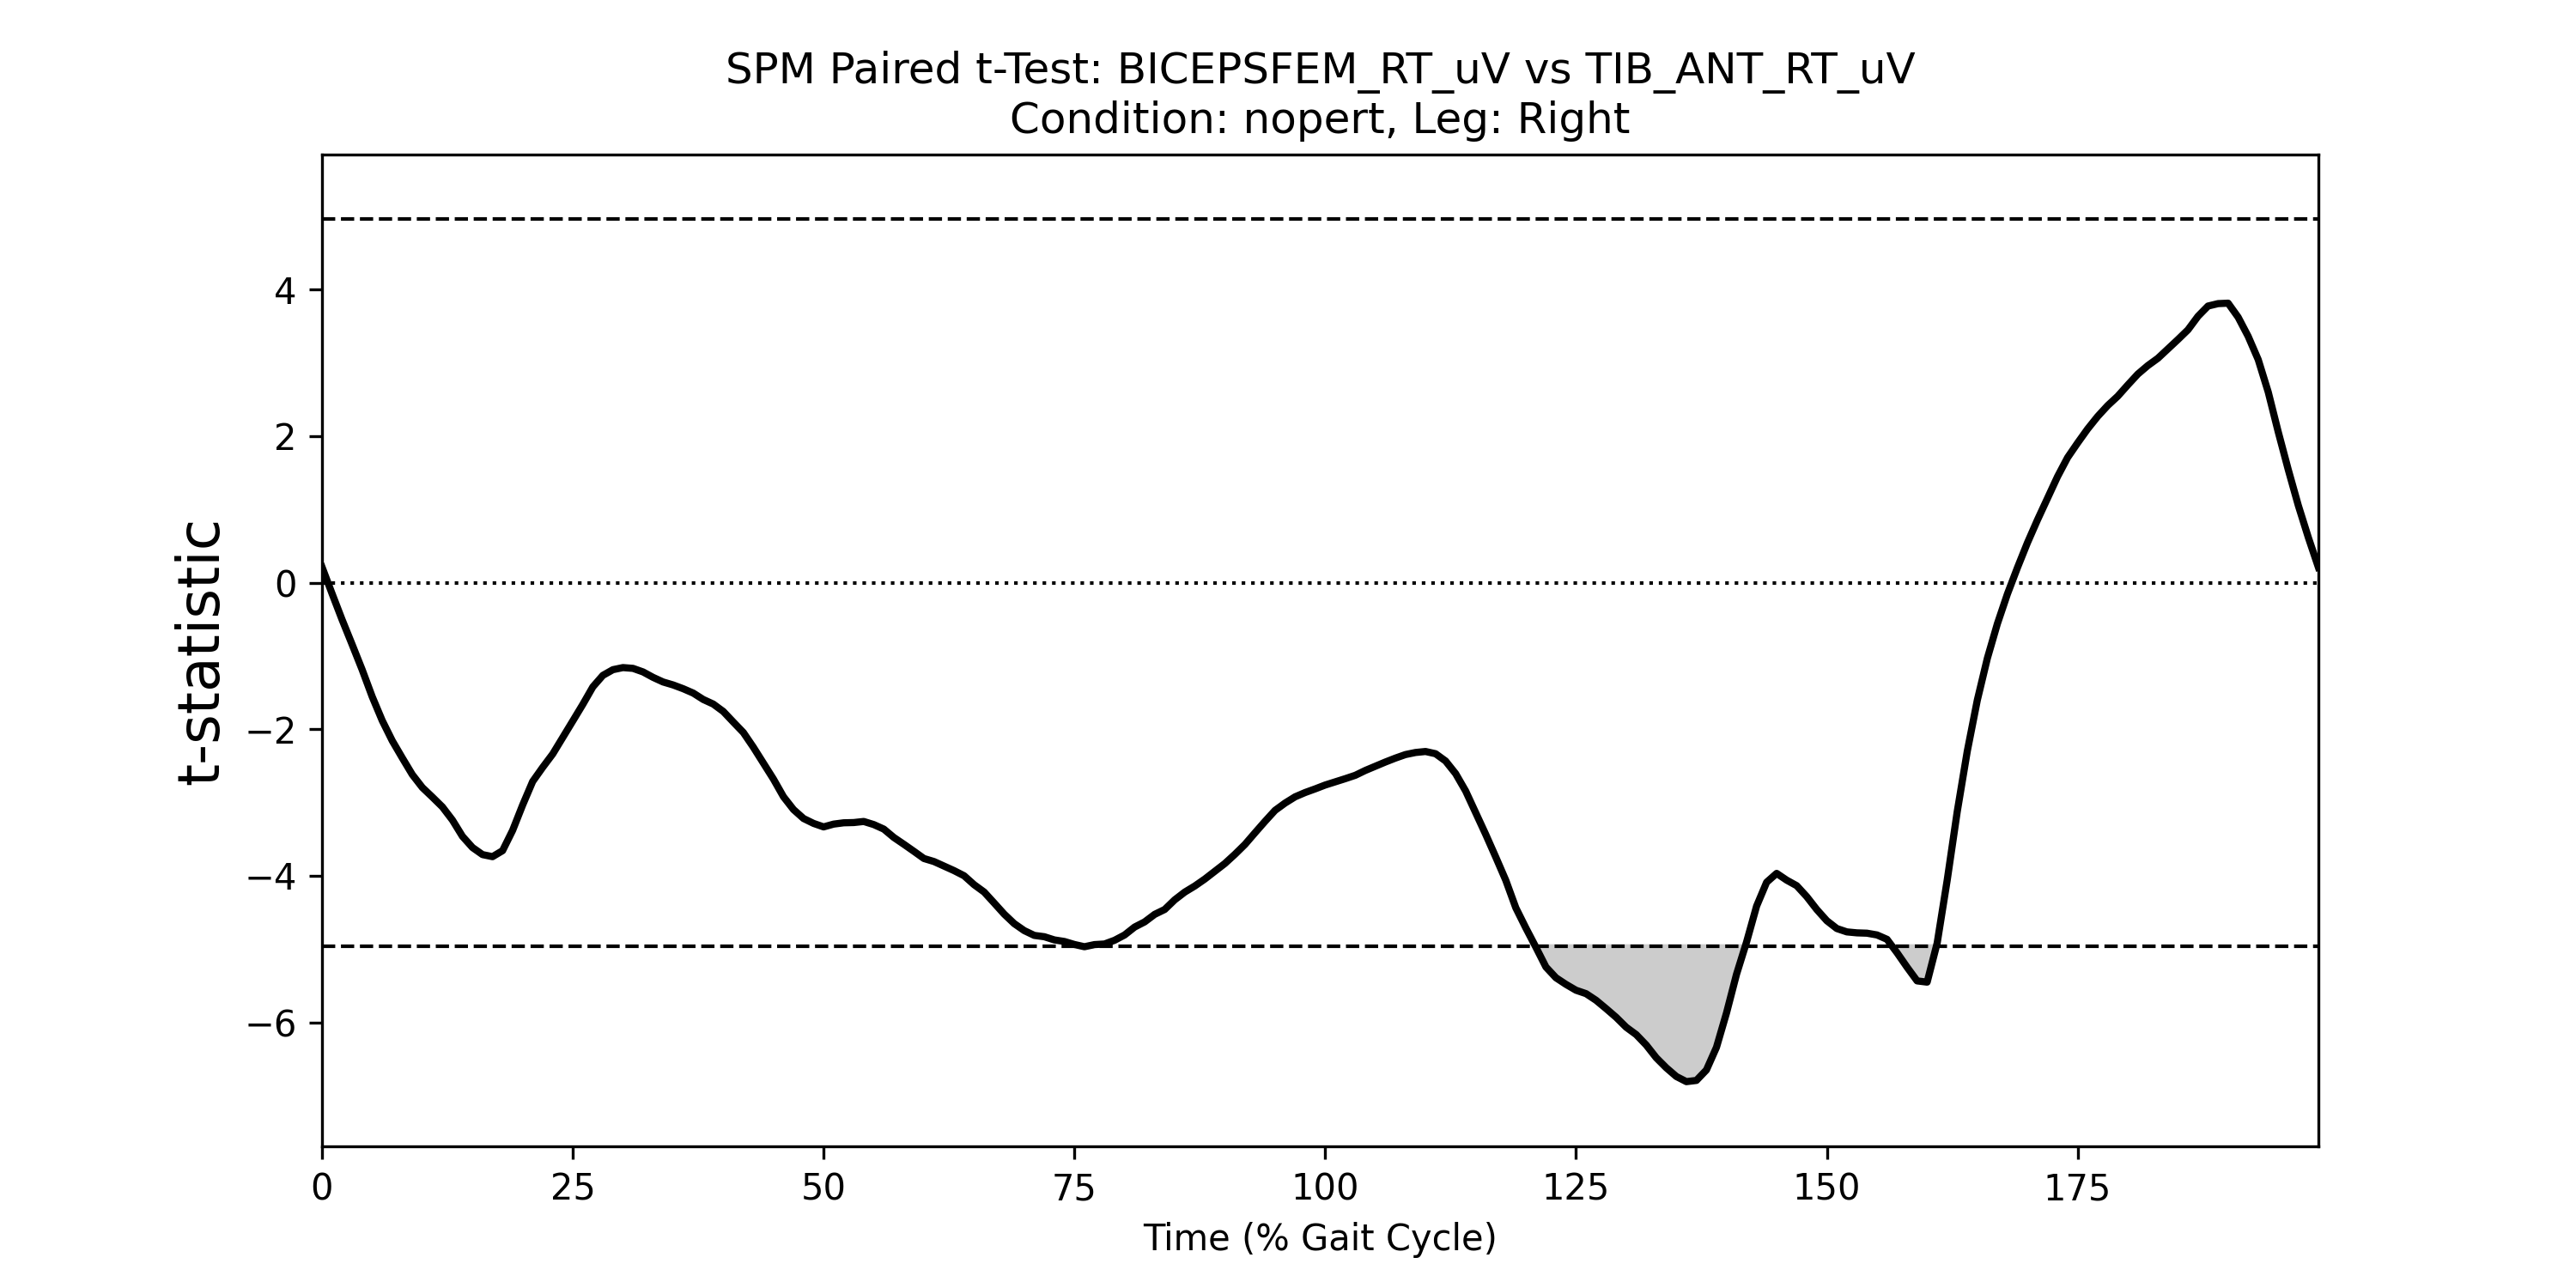 SPM Paired t-Test: BICEPSFEM_RT_uV vs TIB_ANT_RT_uV
Condition: nopert, Leg: Right
t-statistic
4
2
0
−2
−4
−6
0 25 50 75 100 125 150 175
Time (% Gait Cycle)